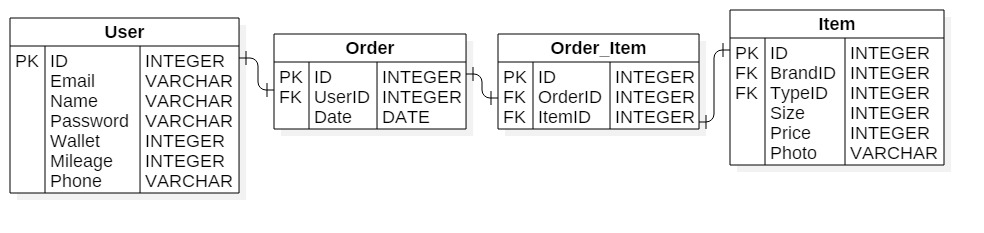 User
PK ID INTEGER
Email VARCHAR
Name VARCHAR
Password VARCHAR
Wallet INTEGER
Mileage INTEGER
Phone VARCHAR
Order
PK ID INTEGER
FK UserID INTEGER
Date DATE
Order_Item
PK ID INTEGER
FK OrderID INTEGER
FK ItemID INTEGER
Item
PK ID INTEGER
FK BrandID INTEGER
FK TypeID INTEGER
Size INTEGER
Price INTEGER
Photo VARCHAR